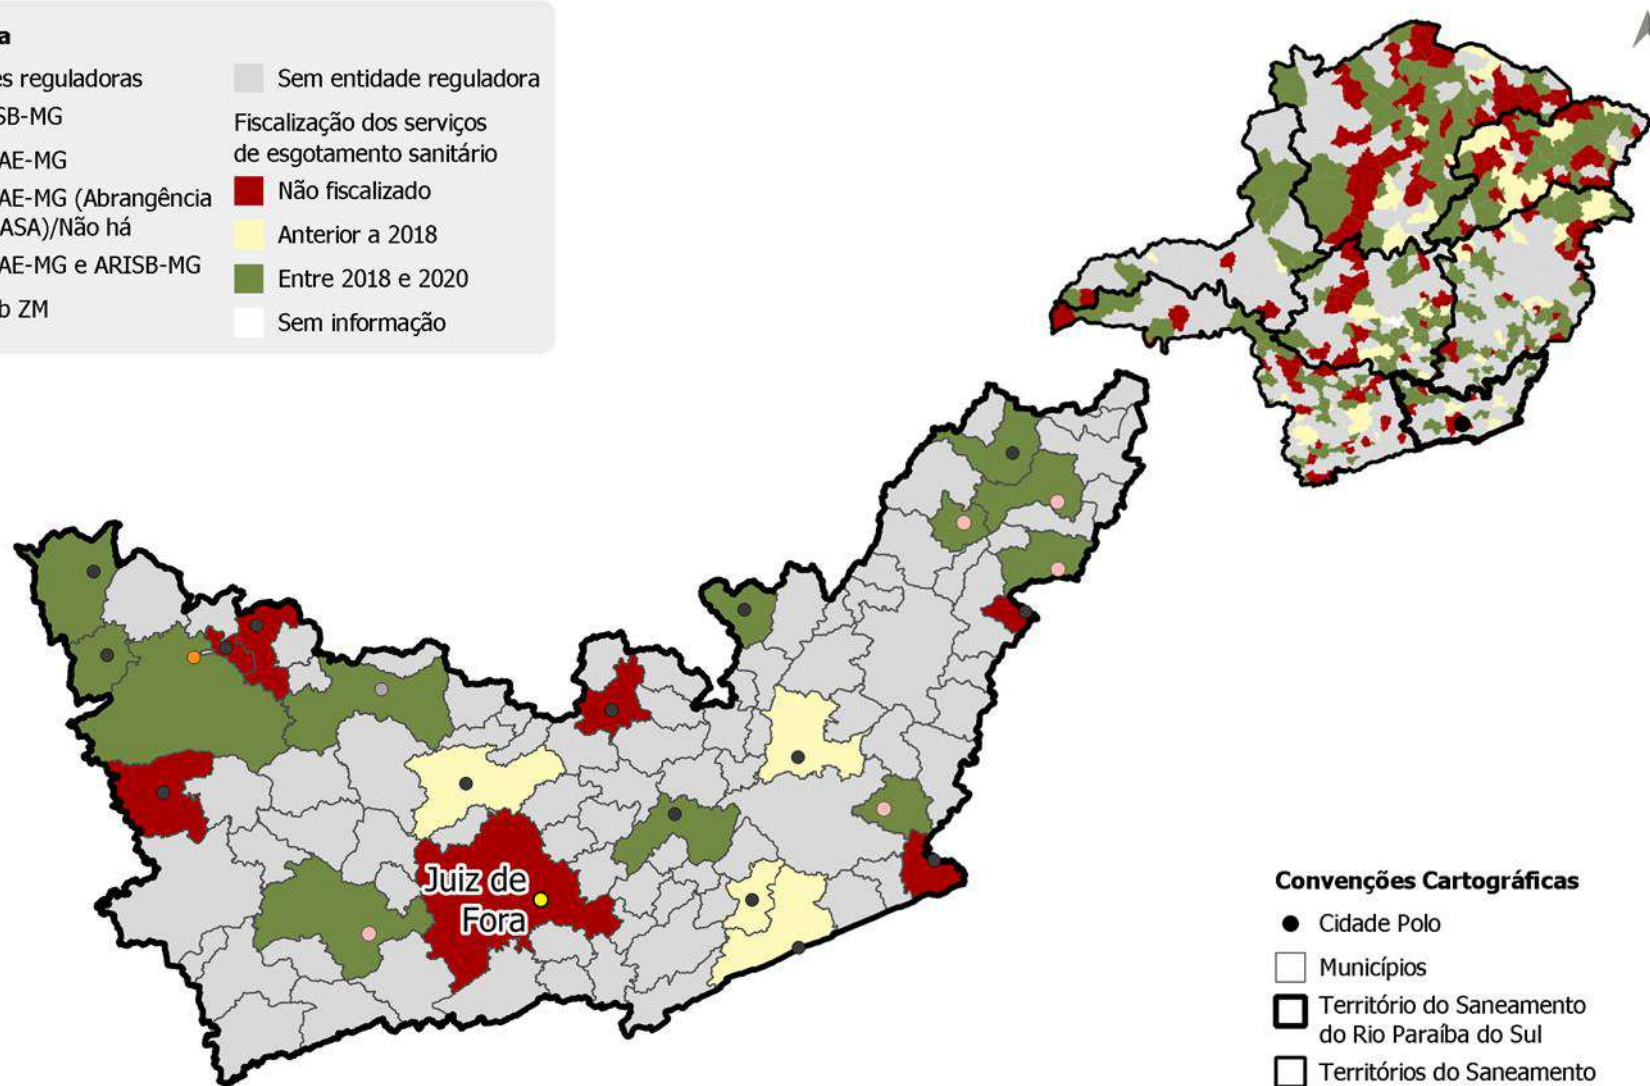 a
es reguladoras
SB-MG
AE-MG
AE-MG (Abrangência
ASA)/Não há
AE-MG e ARISB-MG
b ZM
Sem entidade reguladora
Fiscalização dos serviços
de esgotamento sanitário
Não fiscalizado
Anterior a 2018
Entre 2018 e 2020
Sem informação
Juiz de
Fora
Convenções Cartográficas
Cidade Polo
Municípios
Território do Saneamento
do Rio Paraíba do Sul
Territórios do Saneamento